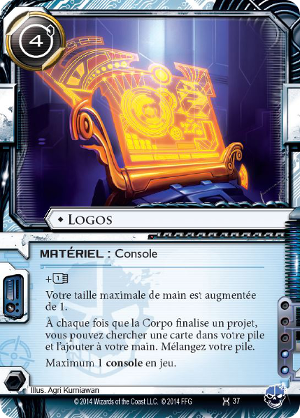 4
♦ LOGOS
MATÉRIEL : Console
+1
Votre taille maximale de main est augmentée
de 1.
À chaque fois que la Corpo finalise un projet,
vous pouvez chercher une carte dans votre pile
et l'ajouter à votre main. Mélangez votre pile.
Maximum 1 console en jeu.
Illus. Agri Kurniawan
© 2014 Wizards of the Coast LLC. © 2014 FFG
37